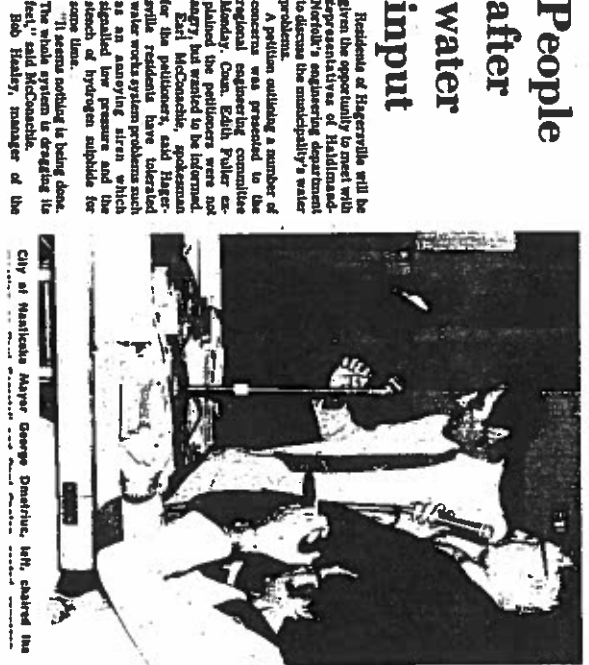 People
after
water
input
Residents of Hagersville will be
given the opportunity to meet with
representatives of Haldimand-
Norfolk's engineering department
to discuss the municipality's water
problems.
A petition outlining a number of
concerns was presented to the
regional engineering committee
Monday. Coun. Edith Fuller ex-
plained the petitioners were not
angry, but wanted to be informed.
Earl McConachie, spokesman
for the petitioners, said Hager-
sville residents have tolerated
water works system problems such
as an annoying siren which
signalled low pressure and the
stench of hydrogen sulphide for
some time.
"It seems nothing is being done.
The whole system is dragging its
feet," said McConachie.
Bob Healey, manager of the
City of Nanticoke Mayor George Dmetriuc, left, chaired the